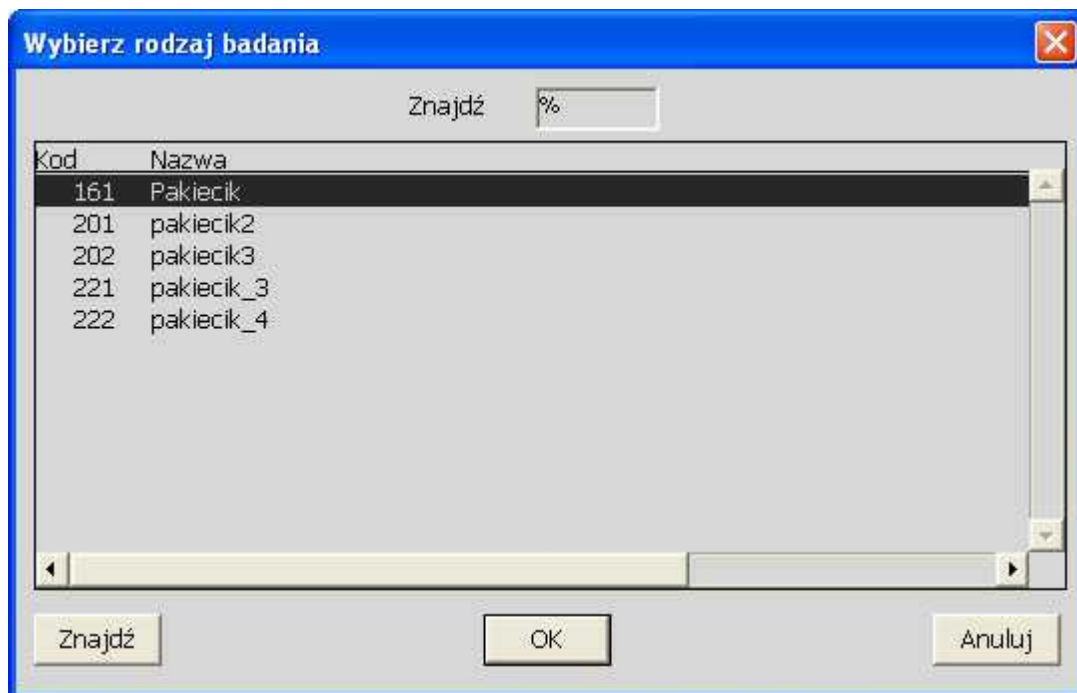 Wybierz rodzaj badania
Znajdź %
Kod Nazwa
161 Pakiecik
201 pakiecik2
202 pakiecik3
221 pakiecik_3
222 pakiecik_4
Znajdź OK Anuluj